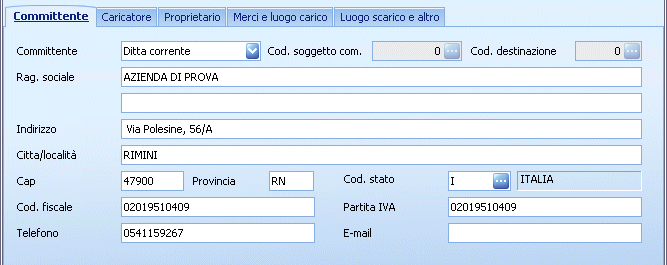 Committente Caricatore Proprietario Merci e luogo carico Luogo scarico e altro
Committente Ditta corrente Cod. soggetto com. 0 ... Cod. destinazione 0 ...
Rag. sociale AZIENDA DI PROVA
Indirizzo Via Polesine, 56/A
Citta/località RIMINI
Cap 47900 Provincia RN Cod. stato I ... ITALIA
Cod. fiscale 02019510409 Partita IVA 02019510409
Telefono 0541159267 E-mail